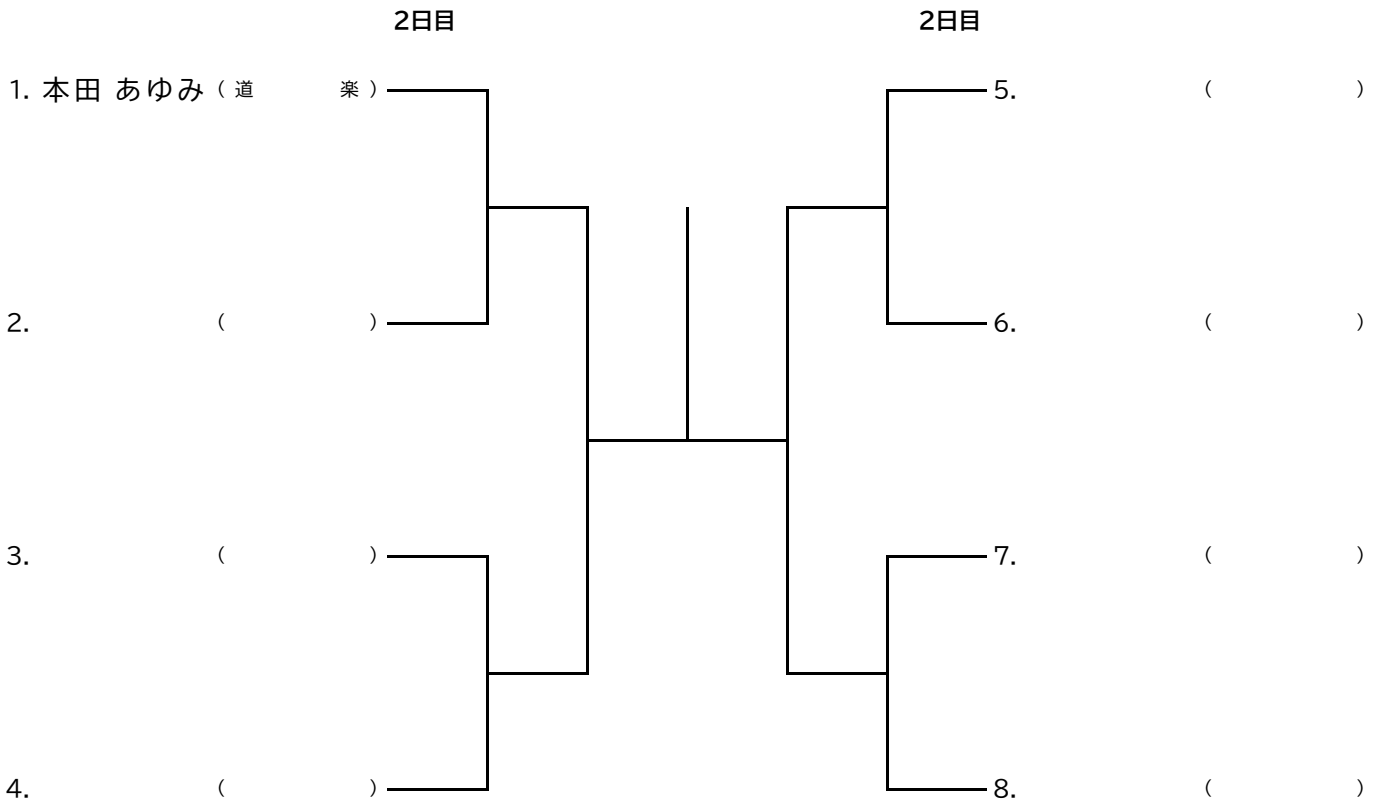 2日目 2日目
1. 本田 あゆみ ( 道 楽 )
2. ( )
3. ( )
4. ( )
5. ( )
6. ( )
7. ( )
8. ( )